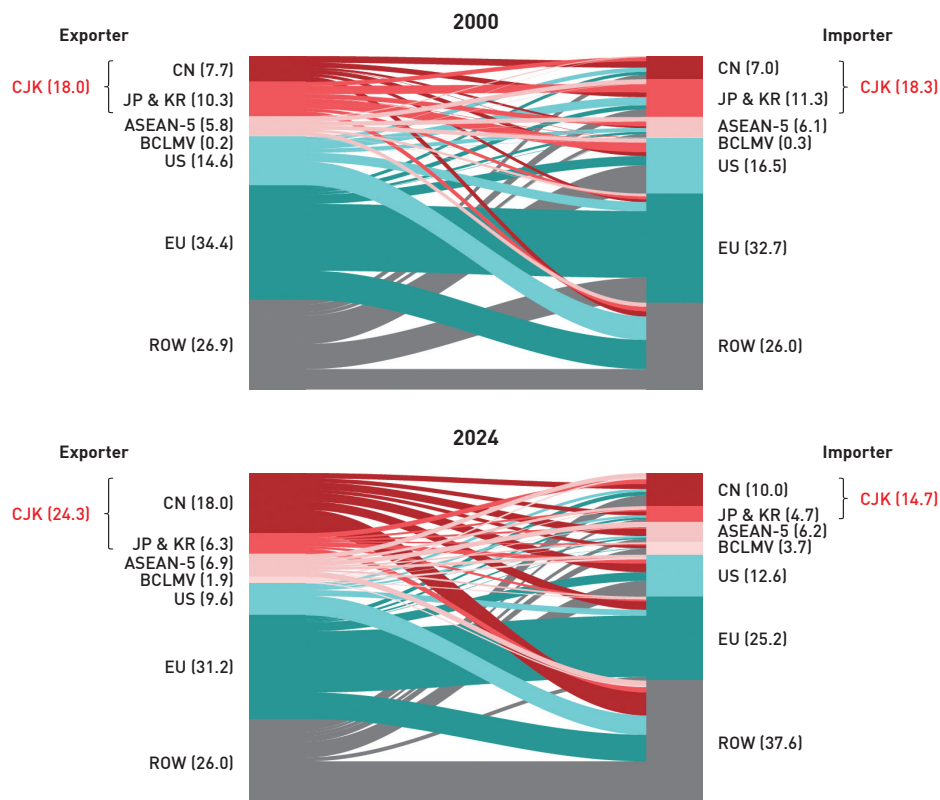 2000
Exporter
Importer
CN (7.7)
CJK (18.0)
JP & KR (10.3)
ASEAN-5 (5.8)
BCLMV (0.2)
US (14.6)
EU (34.4)
ROW (26.9)
CN (7.0)
CJK (18.3)
JP & KR (11.3)
ASEAN-5 (6.1)
BCLMV (0.3)
US (16.5)
EU (32.7)
ROW (26.0)
2024
Exporter
Importer
CN (18.0)
CJK (24.3)
JP & KR (6.3)
ASEAN-5 (6.9)
BCLMV (1.9)
US (9.6)
EU (31.2)
ROW (26.0)
CN (10.0)
CJK (14.7)
JP & KR (4.7)
ASEAN-5 (6.2)
BCLMV (3.7)
US (12.6)
EU (25.2)
ROW (37.6)